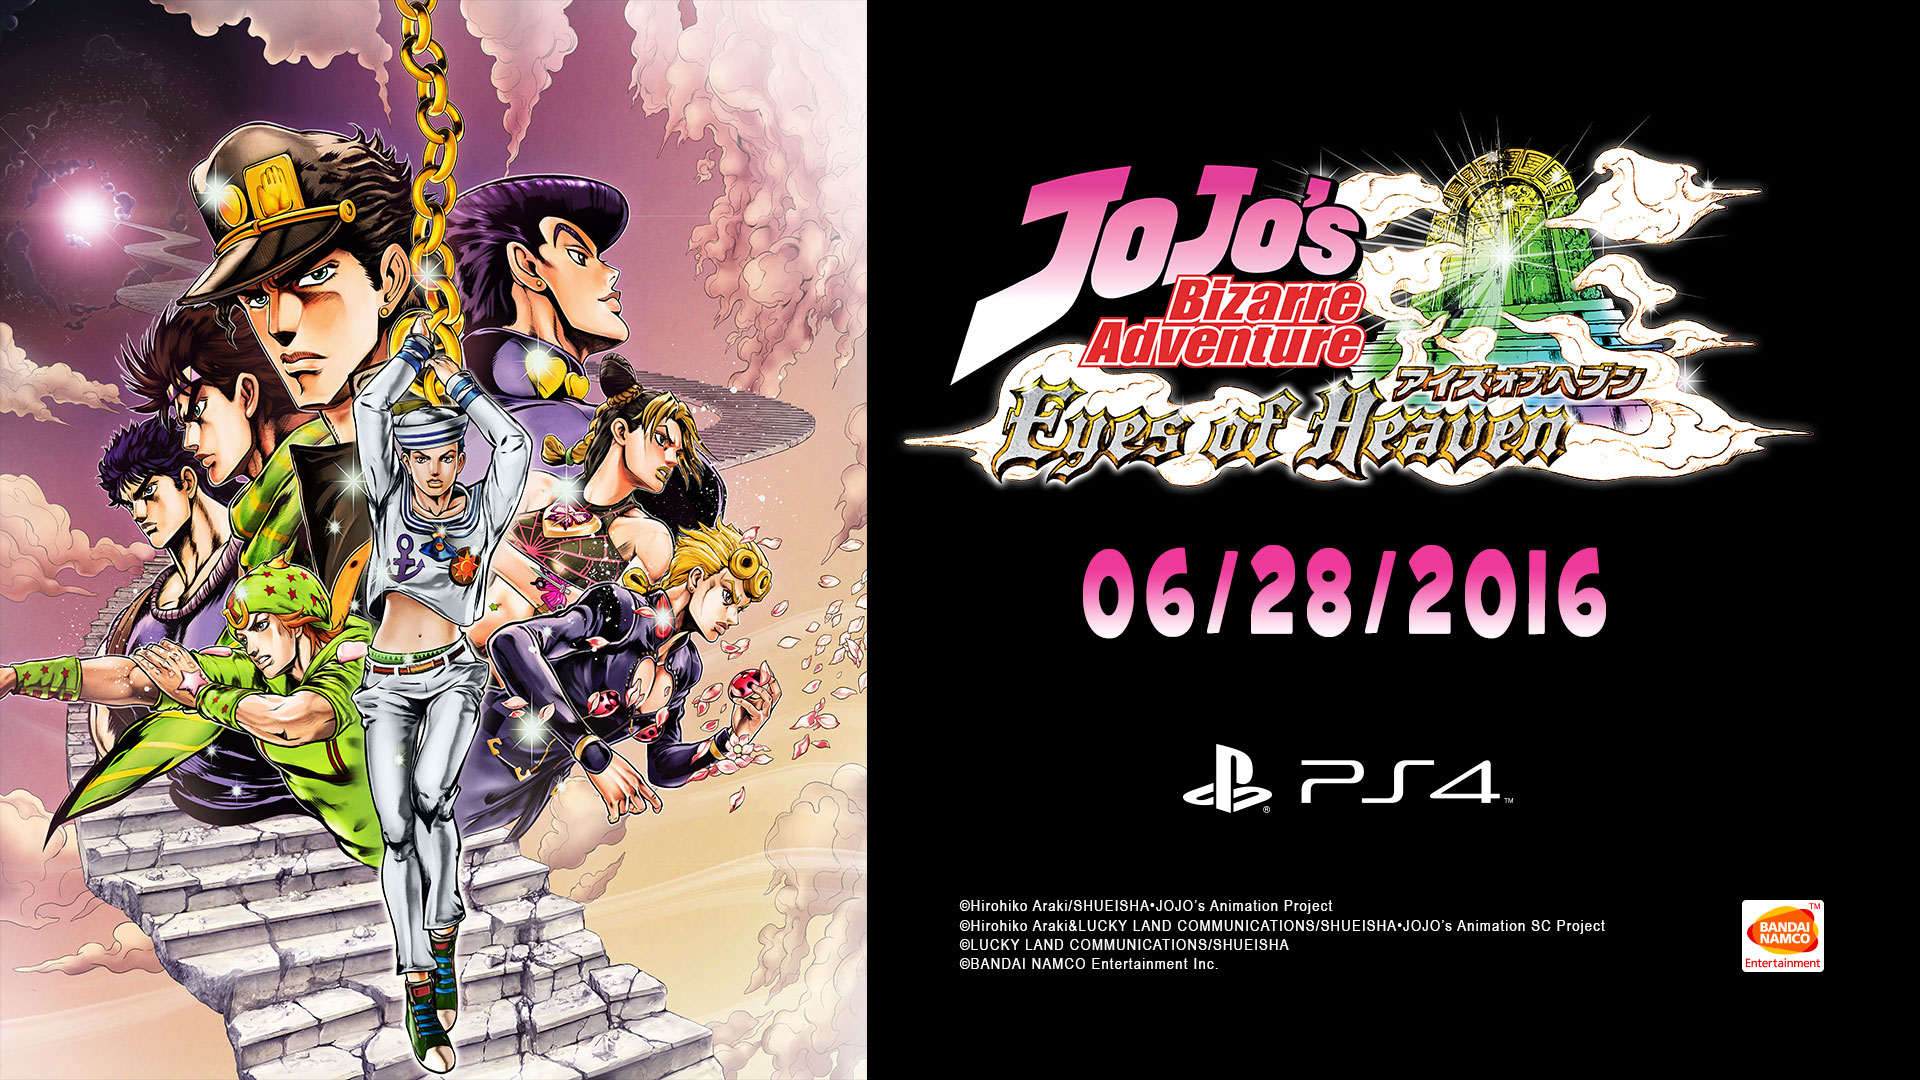 JoJo's
Bizarre
Adventure
アイズオブヘブン
Eyes of Heaven
06/28/2016
PS4™
©Hirohiko Araki/SHUEISHA•JOJO's Animation Project
©Hirohiko Araki&LUCKY LAND COMMUNICATIONS/SHUEISHA•JOJO's Animation SC Project
©LUCKY LAND COMMUNICATIONS/SHUEISHA
©BANDAI NAMCO Entertainment Inc.
BANDAI
NAMCO
Entertainment